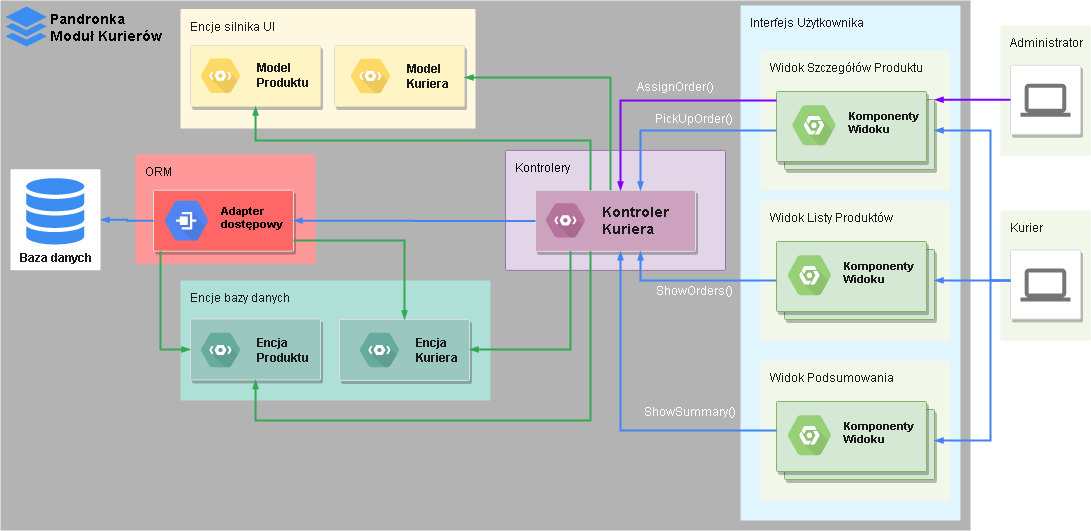 Pandronka
Moduł Kurierów
Encje silnika UI
Model
Produktu
Model
Kuriera
ORM
Adapter
dostępowy
Baza danych
Encje bazy danych
Encja
Produktu
Encja
Kuriera
Kontrolery
Kontroler
Kuriera
AssignOrder()
PickUpOrder()
ShowOrders()
ShowSummary()
Interfejs Użytkownika
Widok Szczegółów Produktu
Komponenty
Widoku
Widok Listy Produktów
Komponenty
Widoku
Widok Podsumowania
Komponenty
Widoku
Administrator
Kurier